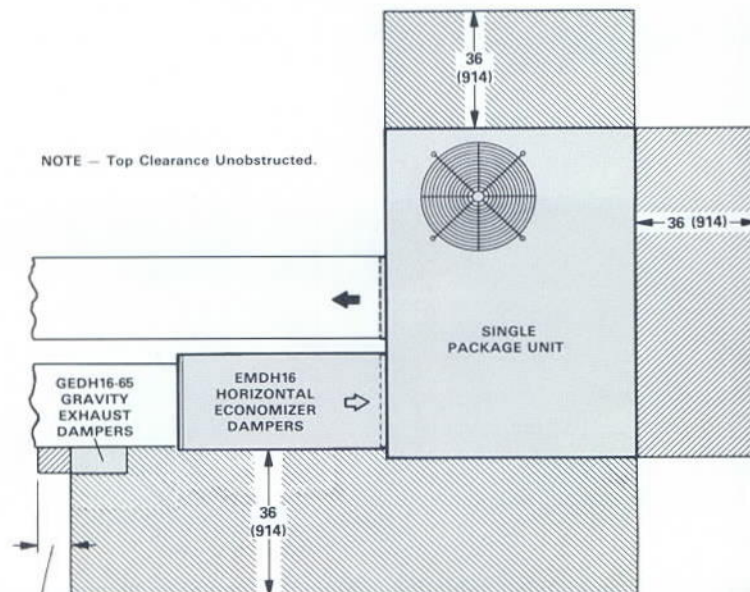 36
(914)
NOTE — Top Clearance Unobstructed.
36 (914)
SINGLE
PACKAGE UNIT
GEDH16-65
GRAVITY
EXHAUST
DAMPERS
EMDH16
HORIZONTAL
ECONOMIZER
DAMPERS
36
(914)